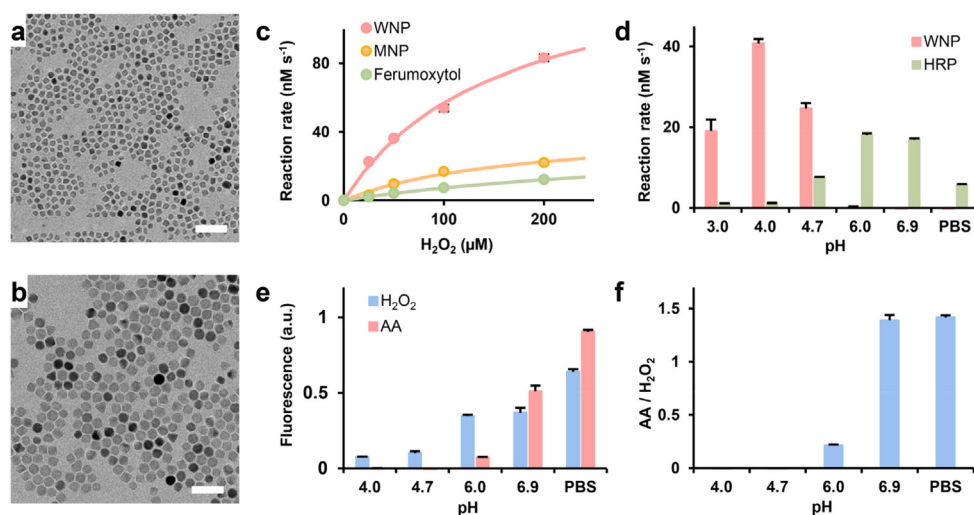 a
b
c
WNP
MNP
Ferumoxytol
Reaction rate (nM s⁻¹)
80
40
0
0
100
200
H₂O₂ (µM)
d
WNP
HRP
Reaction rate (nM s⁻¹)
40
20
0
3.0 4.0 4.7 6.0 6.9 PBS
pH
e
H₂O₂
AA
Fluorescence (a.u.)
1
0.5
0
4.0 4.7 6.0 6.9 PBS
pH
f
AA / H₂O₂
1.5
1
0.5
0
4.0 4.7 6.0 6.9 PBS
pH